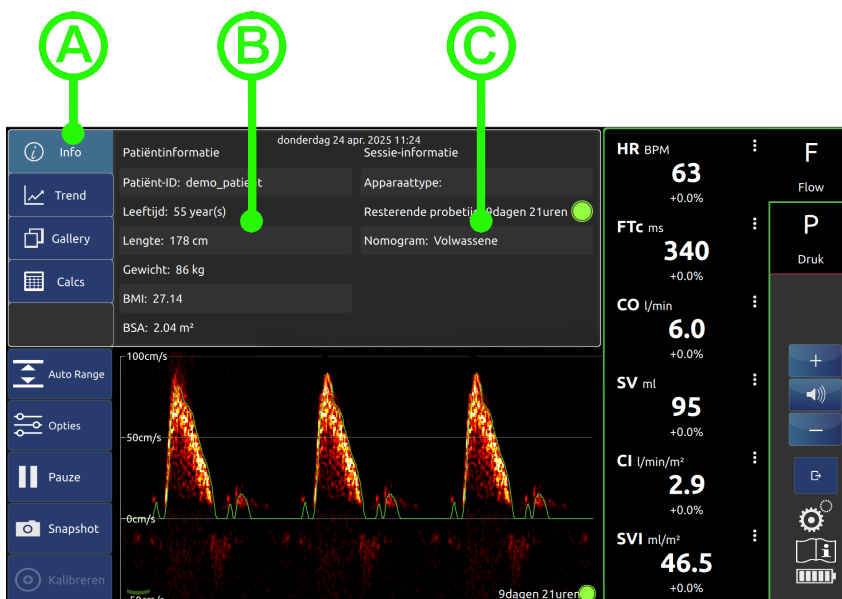 A
B
C
donderdag 24 apr. 2025 11:24
Info
Trend
Gallery
Calcs
Patiëntinformatie
Patiënt-ID: demo_patient
Leeftijd: 55 year(s)
Lengte: 178 cm
Gewicht: 86 kg
BMI: 27.14
BSA: 2.04 m²
Sessie-informatie
Apparaattype:
Resterende probetijd 9dagen 21uren
Nomogram: Volwassene
Auto Range
Opties
Pauze
Snapshot
Kalibreren
100cm/s
-50cm/s
-0cm/s
-50cm/s
9dagen 21uren
HR BPM
63
+0.0%
FTc ms
340
+0.0%
CO l/min
6.0
+0.0%
SV ml
95
+0.0%
CI l/min/m²
2.9
+0.0%
SVI ml/m²
46.5
+0.0%
F
Flow
P
Druk